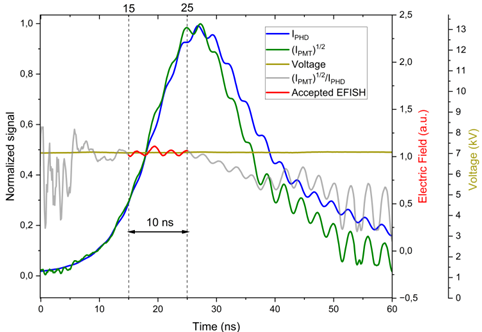 15 25
I_PHD
(I_PMT)^1/2
Voltage
(I_PMT)^1/2/I_PHD
Accepted EFISH
10 ns
1,0
0,8
0,6
0,4
0,2
0,0
Normalized signal
0 10 20 30 40 50 60
Time (ns)
2,5
2,0
1,5
1,0
0,5
0,0
-0,5
Electric Field (a.u.)
13
12
11
10
9
8
7
6
5
4
3
2
1
0
Voltage (kV)